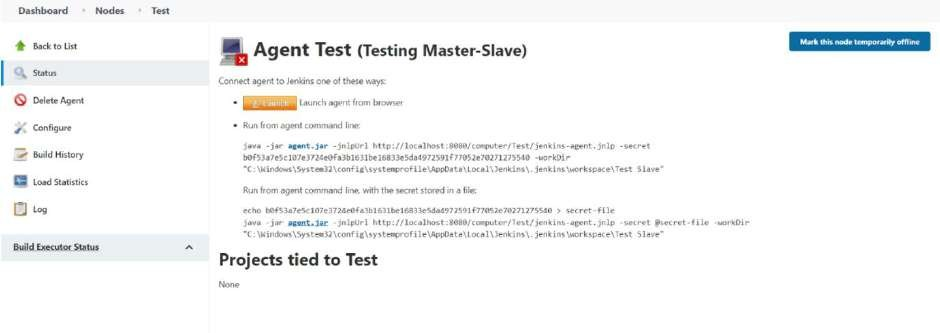 Dashboard
Nodes
Test
Back to List
Status
Delete Agent
Configure
Build History
Load Statistics
Log
Build Executor Status
Agent Test (Testing Master-Slave)
Mark this node temporarily offline
Connect agent to Jenkins one of these ways:
Launch Launch agent from browser
Run from agent command line:
java -jar agent.jar -jnlpUrl http://localhost:8080/computer/Test/jenkins-agent.jnlp -secret
b0f53a7e5c107e3724e0fa3b1631be16833e5da4972591f77052e70271275540 -workDir
"C:\Windows\System32\config\systemprofile\AppData\Local\Jenkins\.jenkins\workspace\Test Slave"
Run from agent command line, with the secret stored in a file:
echo b0f53a7e5c107e3724e0fa3b1631be16833e5da4972591f77052e70271275540 > secret-file
java -jar agent.jar -jnlpUrl http://localhost:8080/computer/Test/jenkins-agent.jnlp -secret @secret-file -workDir
"C:\Windows\System32\config\systemprofile\AppData\Local\Jenkins\.jenkins\workspace\Test Slave"
Projects tied to Test
None